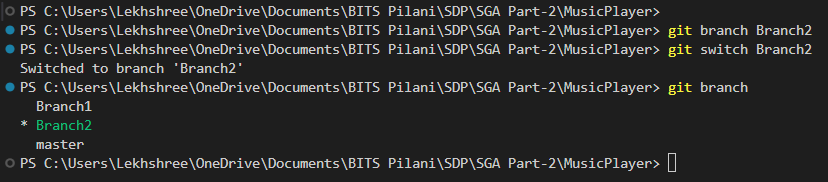 PS C:\Users\Lekhshree\OneDrive\Documents\BITS Pilani\SDP\SGA Part-2\MusicPlayer>
PS C:\Users\Lekhshree\OneDrive\Documents\BITS Pilani\SDP\SGA Part-2\MusicPlayer> git branch Branch2
PS C:\Users\Lekhshree\OneDrive\Documents\BITS Pilani\SDP\SGA Part-2\MusicPlayer> git switch Branch2
Switched to branch 'Branch2'
PS C:\Users\Lekhshree\OneDrive\Documents\BITS Pilani\SDP\SGA Part-2\MusicPlayer> git branch
  Branch1
* Branch2
  master
PS C:\Users\Lekhshree\OneDrive\Documents\BITS Pilani\SDP\SGA Part-2\MusicPlayer>